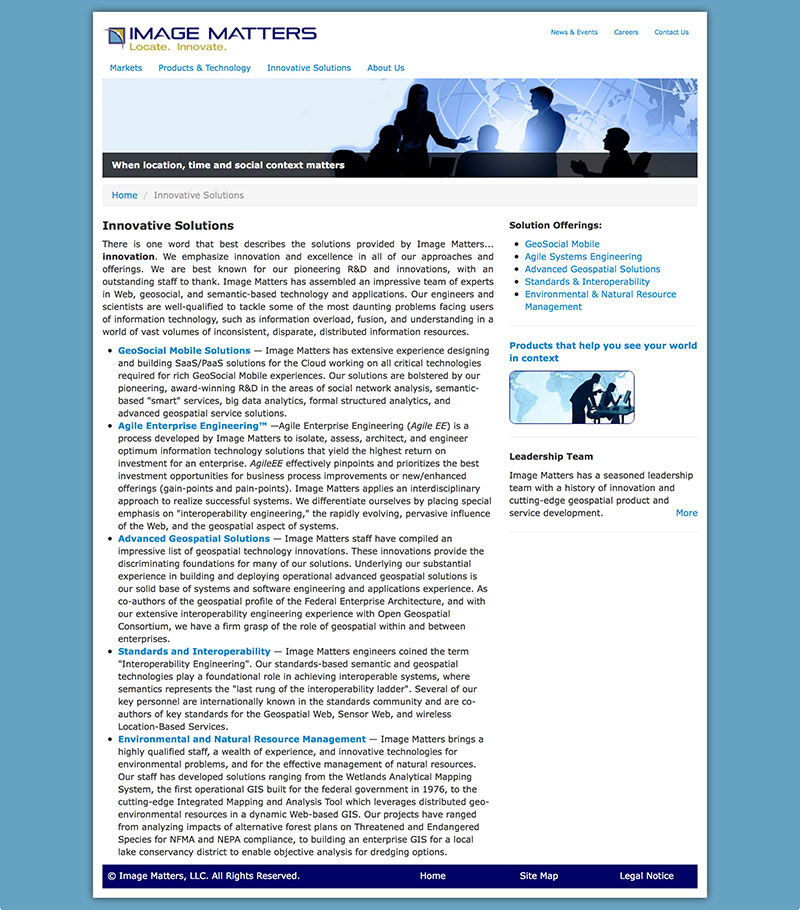 IMAGE MATTERS
Locate. Innovate.
News & Events Careers Contact Us
Markets Products & Technology Innovative Solutions About Us
When location, time and social context matters
Home / Innovative Solutions
Innovative Solutions
There is one word that best describes the solutions provided by Image Matters...
innovation. We emphasize innovation and excellence in all of our approaches and
offerings. We are best known for our pioneering R&D and innovations, with an
outstanding staff to thank. Image Matters has assembled an impressive team of experts
in Web, geosocial, and semantic-based technology and applications. Our engineers and
scientists are well-qualified to tackle some of the most daunting problems facing users
of information technology, such as information overload, fusion, and understanding in a
world of vast volumes of inconsistent, disparate, distributed information resources.
• GeoSocial Mobile Solutions — Image Matters has extensive experience designing
and building SaaS/PaaS solutions for the Cloud working on all critical technologies
required for rich GeoSocial Mobile experiences. Our solutions are bolstered by our
pioneering, award-winning R&D in the areas of social network analysis, semantic-
based "smart" services, big data analytics, formal structured analytics, and
advanced geospatial service solutions.
• Agile Enterprise Engineering™ —Agile Enterprise Engineering (Agile EE) is a
process developed by Image Matters to isolate, assess, architect, and engineer
optimum information technology solutions that yield the highest return on
investment for an enterprise. AgileEE effectively pinpoints and prioritizes the best
investment opportunities for business process improvements or new/enhanced
offerings (gain-points and pain-points). Image Matters applies an interdisciplinary
approach to realize successful systems. We differentiate ourselves by placing special
emphasis on "interoperability engineering," the rapidly evolving, pervasive influence
of the Web, and the geospatial aspect of systems.
• Advanced Geospatial Solutions — Image Matters staff have compiled an
impressive list of geospatial technology innovations. These innovations provide the
discriminating foundations for many of our solutions. Underlying our substantial
experience in building and deploying operational advanced geospatial solutions is
our solid base of systems and software engineering and applications experience. As
co-authors of the geospatial profile of the Federal Enterprise Architecture, and with
our extensive interoperability engineering experience with Open Geospatial
Consortium, we have a firm grasp of the role of geospatial within and between
enterprises.
• Standards and Interoperability — Image Matters engineers coined the term
"Interoperability Engineering". Our standards-based semantic and geospatial
technologies play a foundational role in achieving interoperable systems, where
semantics represents the "last rung of the interoperability ladder". Several of our
key personnel are internationally known in the standards community and are co-
authors of key standards for the Geospatial Web, Sensor Web, and wireless
Location-Based Services.
• Environmental and Natural Resource Management — Image Matters brings a
highly qualified staff, a wealth of experience, and innovative technologies for
environmental problems, and for the effective management of natural resources.
Our staff has developed solutions ranging from the Wetlands Analytical Mapping
System, the first operational GIS built for the federal government in 1976, to the
cutting-edge Integrated Mapping and Analysis Tool which leverages distributed geo-
environmental resources in a dynamic Web-based GIS. Our projects have ranged
from analyzing impacts of alternative forest plans on Threatened and Endangered
Species for NFMA and NEPA compliance, to building an enterprise GIS for a local
lake conservancy district to enable objective analysis for dredging options.
Solution Offerings:
• GeoSocial Mobile
• Agile Systems Engineering
• Advanced Geospatial Solutions
• Standards & Interoperability
• Environmental & Natural Resource
Management
Products that help you see your world
in context
Leadership Team
Image Matters has a seasoned leadership
team with a history of innovation and
cutting-edge geospatial product and
service development. More
© Image Matters, LLC. All Rights Reserved. Home Site Map Legal Notice